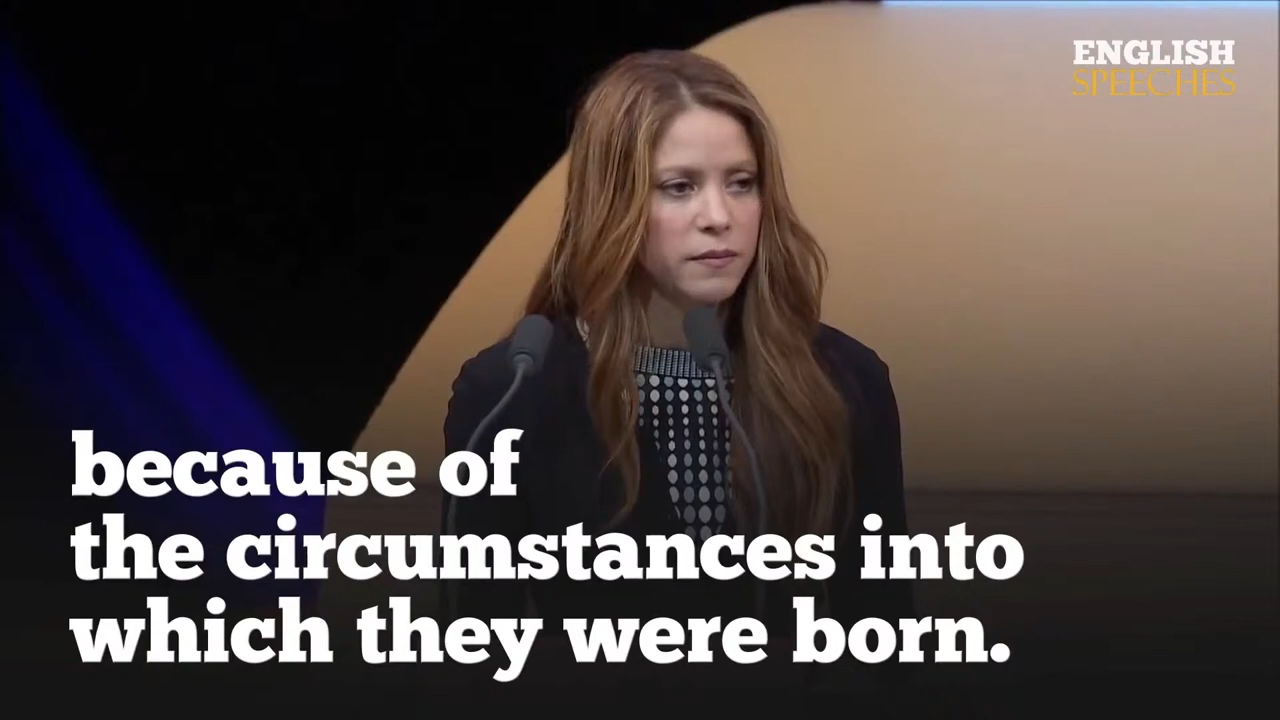 ENGLISH
SPEECHES
because of
the circumstances into
which they were born.